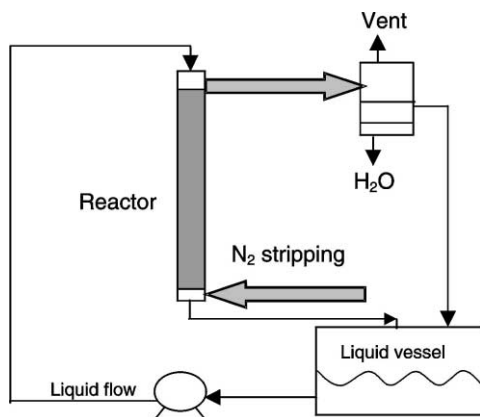 Vent
H₂O
Reactor
N₂ stripping
Liquid vessel
Liquid flow